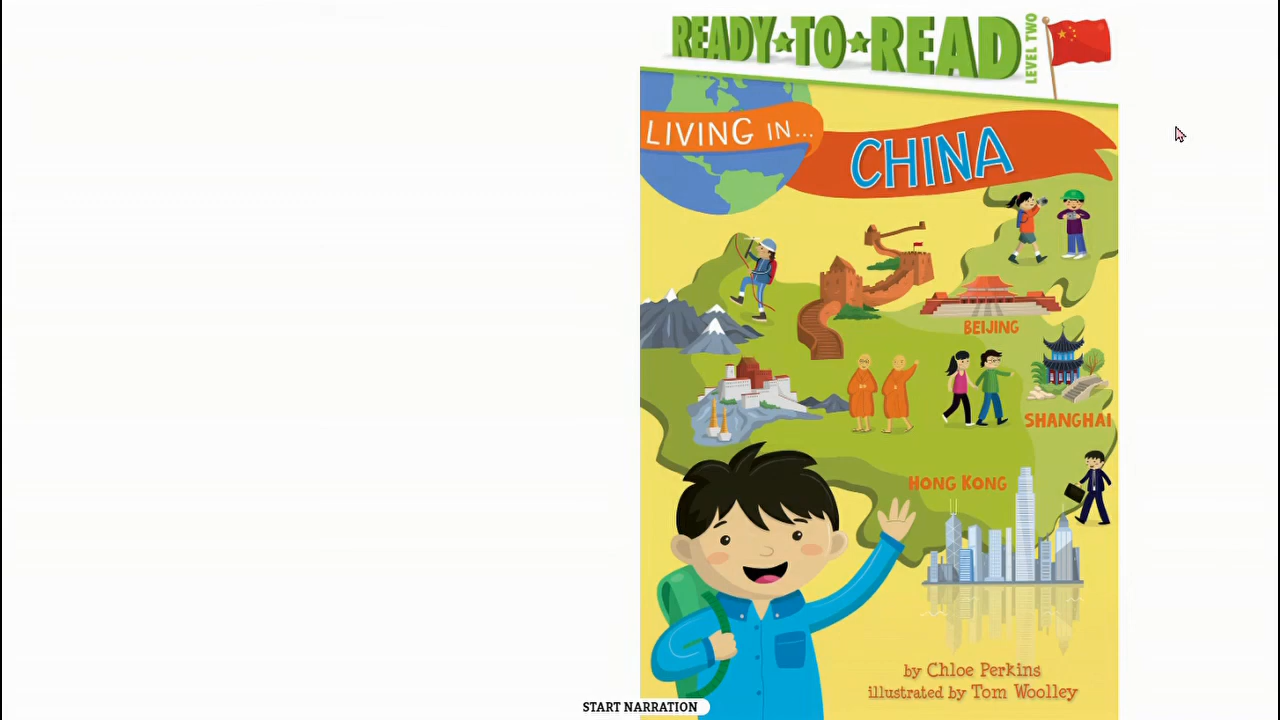 READY★TO★READ
LEVEL TWO
LIVING IN...
CHINA
BEIJING
SHANGHAI
HONG KONG
by Chloe Perkins
illustrated by Tom Woolley
START NARRATION